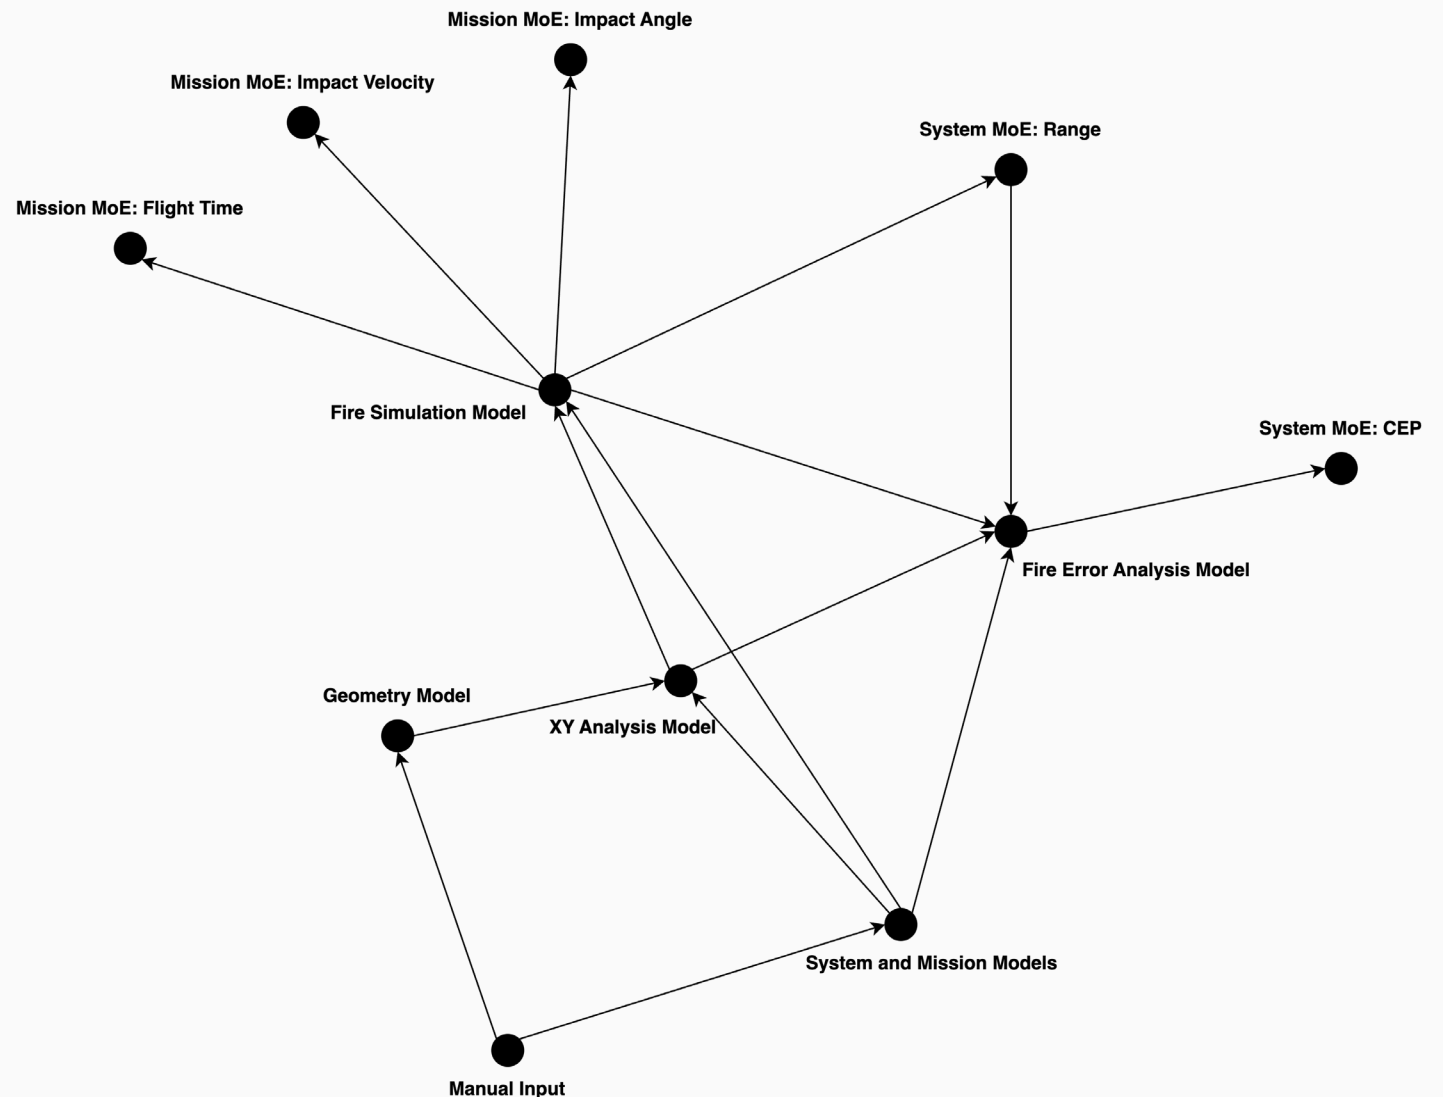 Mission MoE: Impact Angle
Mission MoE: Impact Velocity
System MoE: Range
Mission MoE: Flight Time
Fire Simulation Model
System MoE: CEP
Fire Error Analysis Model
Geometry Model
XY Analysis Model
System and Mission Models
Manual Input